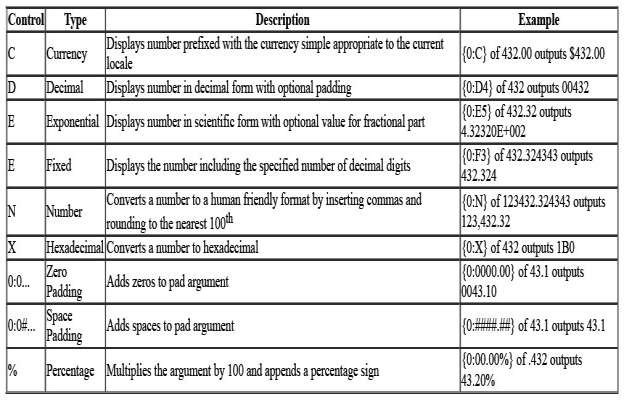 Control Type Description Example
C Currency Displays number prefixed with the currency simple appropriate to the current locale {0:C} of 432.00 outputs $432.00
D Decimal Displays number in decimal form with optional padding {0:D4} of 432 outputs 00432
E Exponential Displays number in scientific form with optional value for fractional part {0:E5} of 432.32 outputs 4.32320E+002
E Fixed Displays the number including the specified number of decimal digits {0:F3} of 432.324343 outputs 432.324
N Number Converts a number to a human friendly format by inserting commas and rounding to the nearest 100th {0:N} of 123432.324343 outputs 123,432.32
X Hexadecimal Converts a number to hexadecimal {0:X} of 432 outputs 1B0
0:0... Zero Padding Adds zeros to pad argument {0:0000.00} of 43.1 outputs 0043.10
0:0#... Space Padding Adds spaces to pad argument {0:####.##} of 43.1 outputs 43.1
% Percentage Multiplies the argument by 100 and appends a percentage sign {0:00.00%} of .432 outputs 43.20%